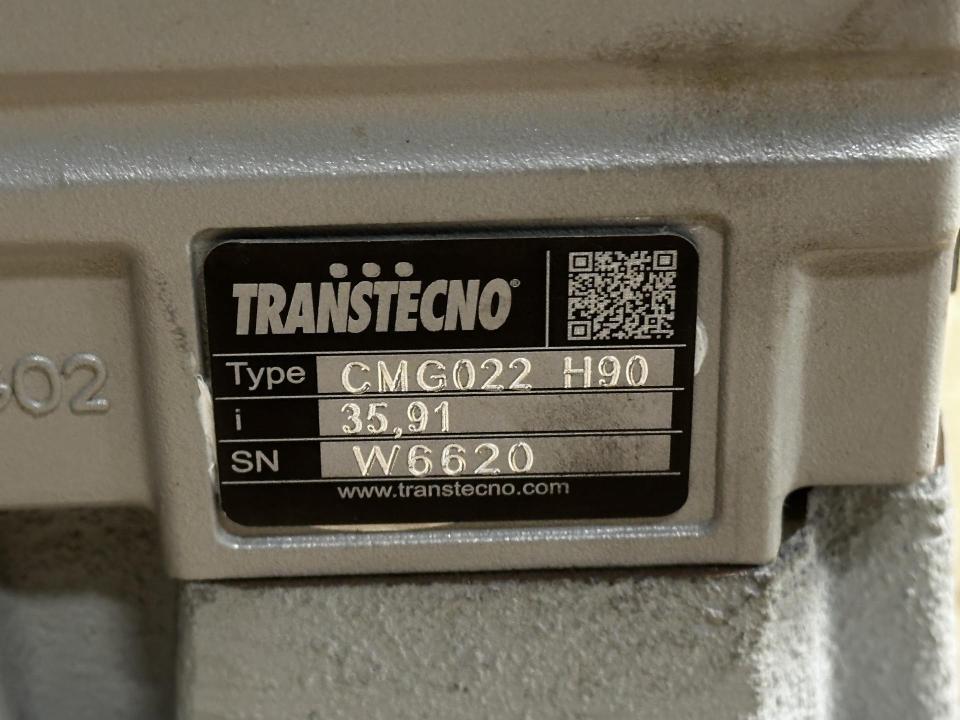 TRANSTECNO®
Type CMG022 H90
i 35,91
SN W6620
www.transtecno.com